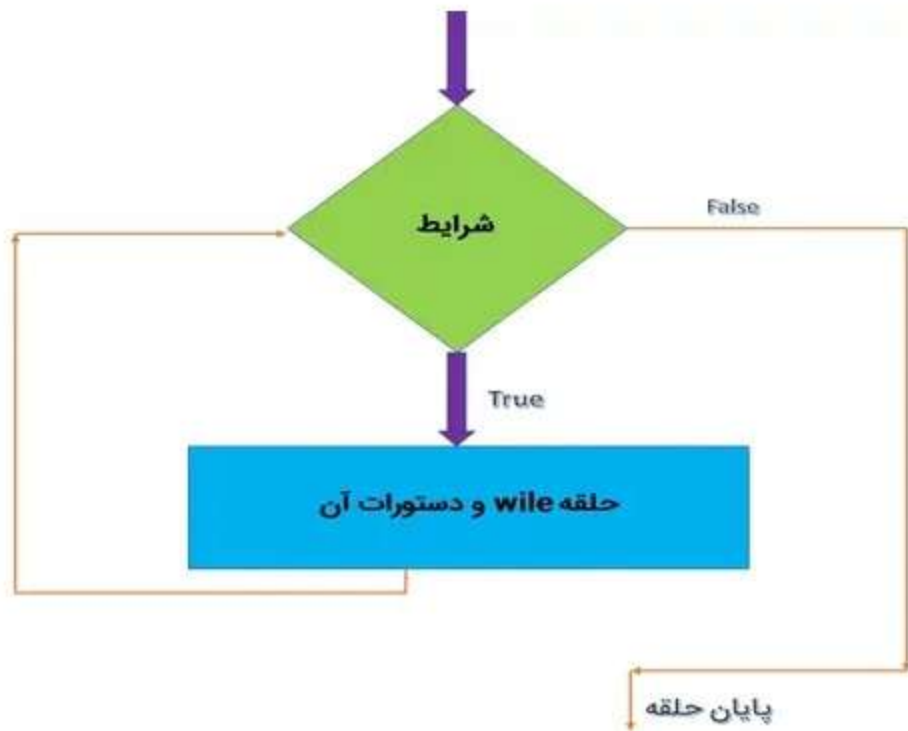 شرایط
False
True
حلقه wile و دستورات آن
پایان حلقه